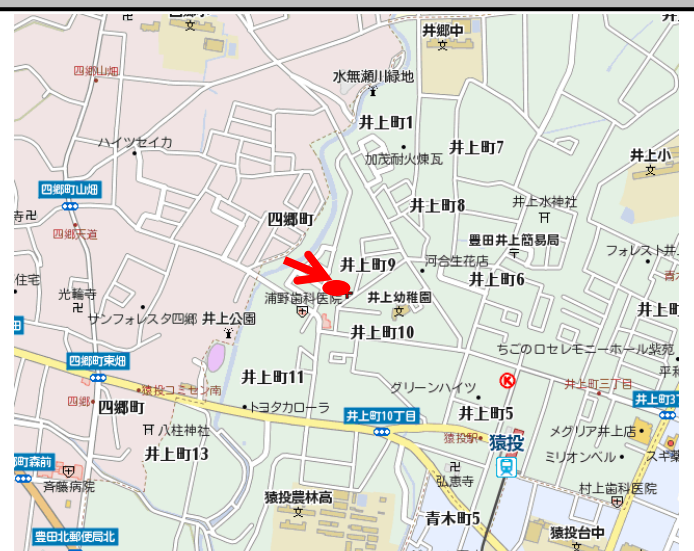 井郷中
文
四郷山畑
水無瀬川緑地
井上町1
井上町7
ハイツセイカ
加茂耐火煉瓦
井上小
文
四郷町山畑
井上町8
井上水神社
四郷町
寺
四郷天道
豊田井上簡易局
井上町9
河合生花店
フォレスト井
住宅
光輪寺
井上町6
浦野歯科医院
井上幼稚園
文
井上町
サンフォレスタ四郷
井上公園
井上町10
ちごのロセレモニーホール紫苑
四郷町東畑
平和
井上町11
猿投コミセン南
グリーンハイツ
井上町三丁目
四郷
四郷町
トヨタカローラ
井上町10丁目
井上町5
井上町3丁
八柱神社
猿投駅
猿投
メグリア井上店
井上町13
ミリオンベル
スギ薬
町森前
弘恵寺
斉藤病院
猿投農林高
文
村上歯科医院
青木町5
豊田北郵便局北
猿投台中
文